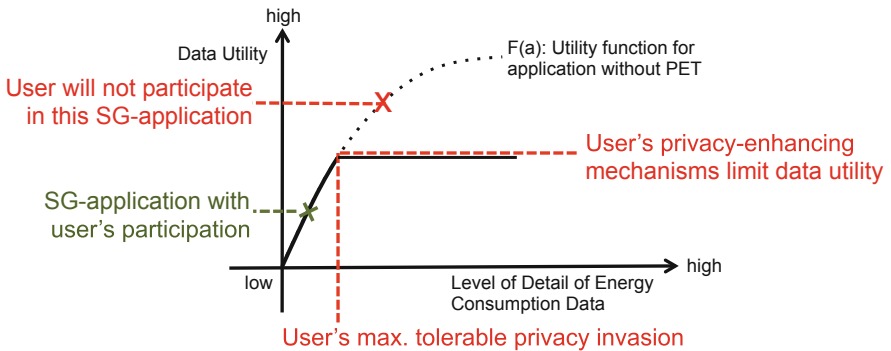 high
Data Utility
F(a): Utility function for
application without PET
User will not participate
in this SG-application
User’s privacy-enhancing
mechanisms limit data utility
SG-application with
user’s participation
low
high
Level of Detail of Energy
Consumption Data
User’s max. tolerable privacy invasion